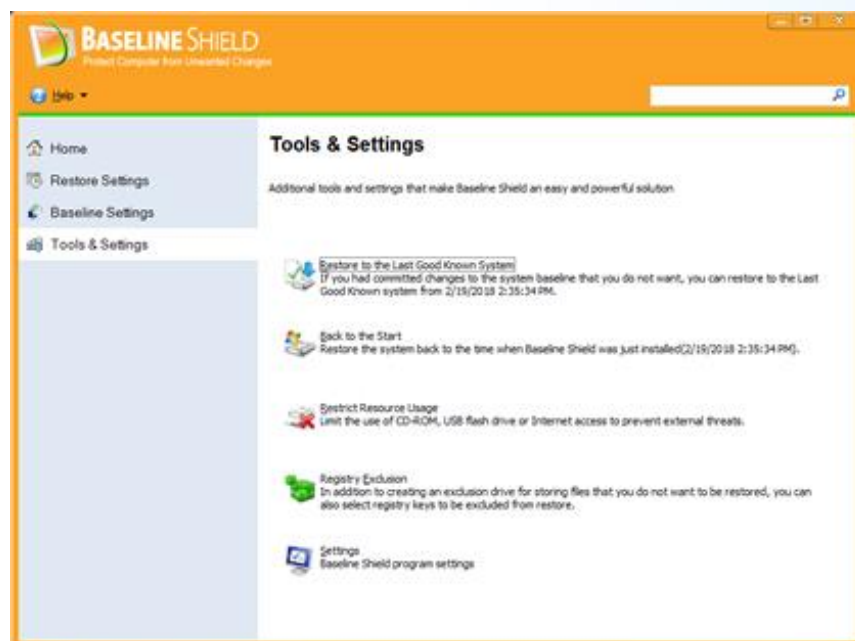 BASELINE SHIELD
Protect Computer from Unwanted Changes
Help
Home
Restore Settings
Baseline Settings
Tools & Settings
Tools & Settings
Additional tools and settings that make Baseline Shield an easy and powerful solution
Restore to the Last Good Known System
If you had committed changes to the system baseline that you do not want, you can restore to the Last
Good Known system from 2/19/2018 2:35:34 PM.
Back to the Start
Restore the system back to the time when Baseline Shield was just installed(2/19/2018 2:35:34 PM).
Restrict Resource Usage
Limit the use of CD-ROM, USB flash drive or Internet access to prevent external threats.
Registry Exclusion
In addition to creating an exclusion drive for storing files that you do not want to be restored, you can
also select registry keys to be excluded from restore.
Settings
Baseline Shield program settings